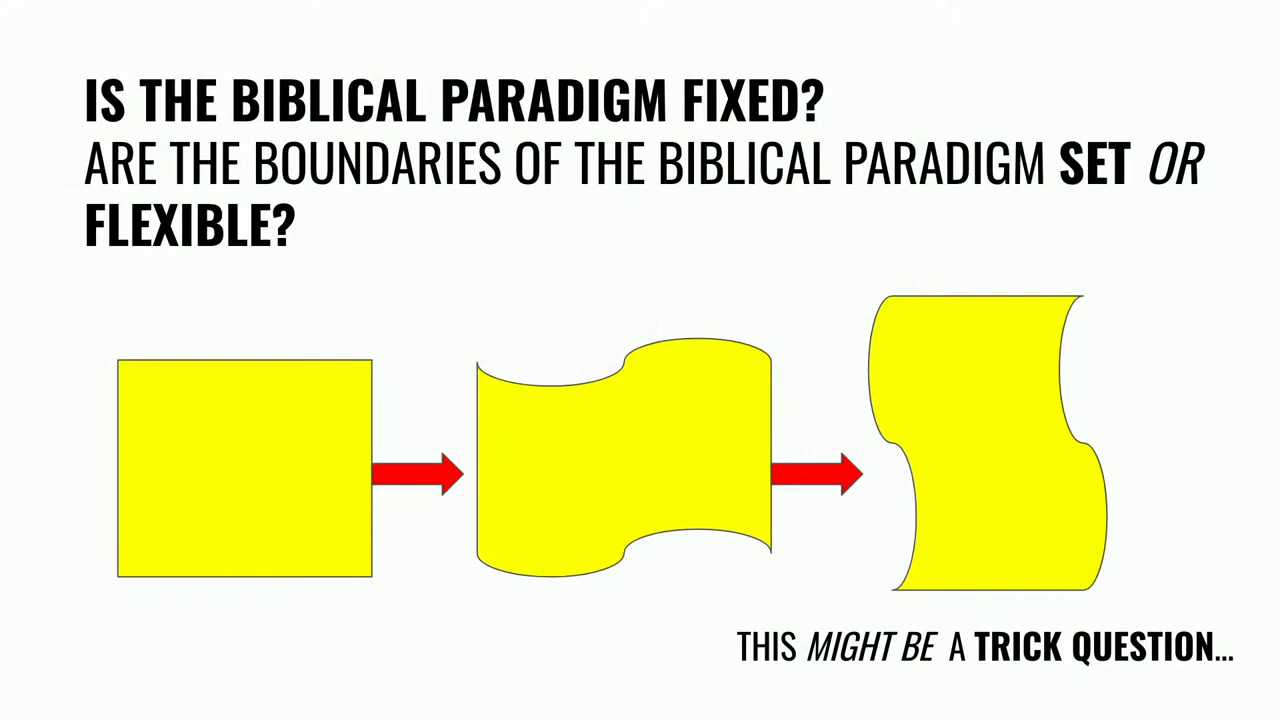 IS THE BIBLICAL PARADIGM FIXED?
ARE THE BOUNDARIES OF THE BIBLICAL PARADIGM SET OR
FLEXIBLE?
THIS MIGHT BE A TRICK QUESTION...